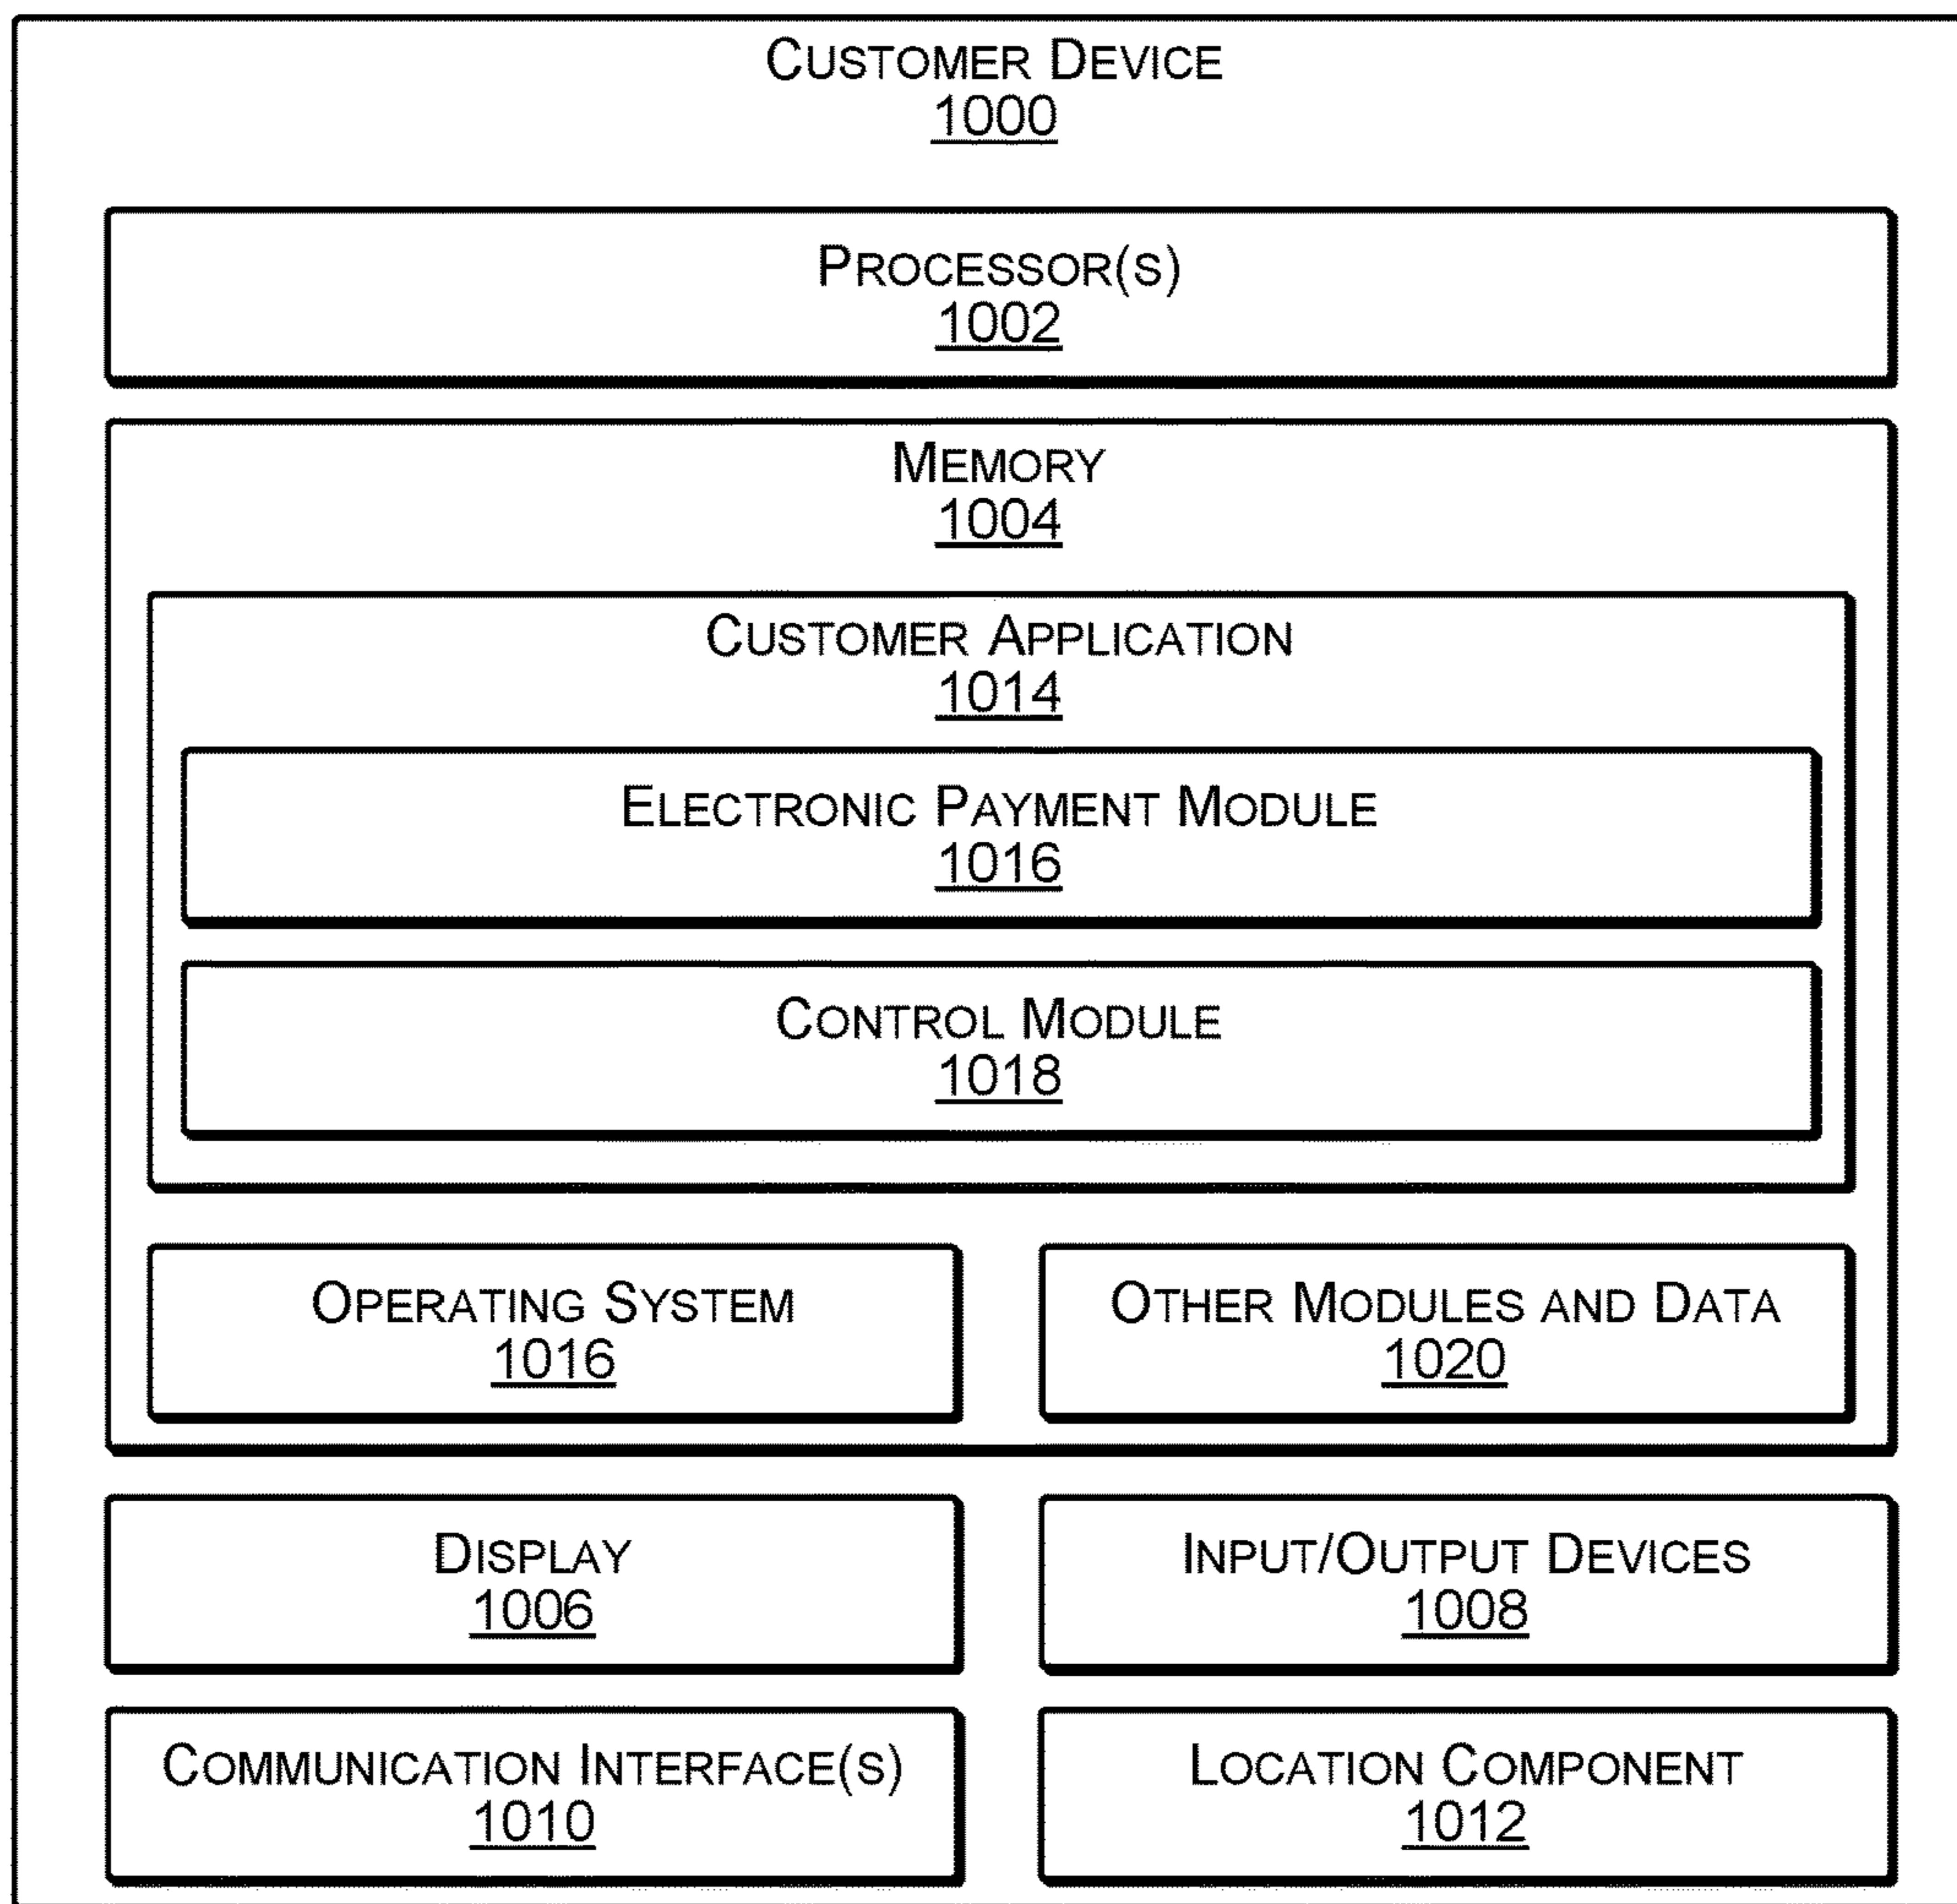 CUSTOMER DEVICE
1000
PROCESSOR(S)
1002
MEMORY
1004
CUSTOMER APPLICATION
1014
ELECTRONIC PAYMENT MODULE
1016
CONTROL MODULE
1018
OPERATING SYSTEM
1016
OTHER MODULES AND DATA
1020
DISPLAY
1006
INPUT/OUTPUT DEVICES
1008
COMMUNICATION INTERFACE(S)
1010
LOCATION COMPONENT
1012